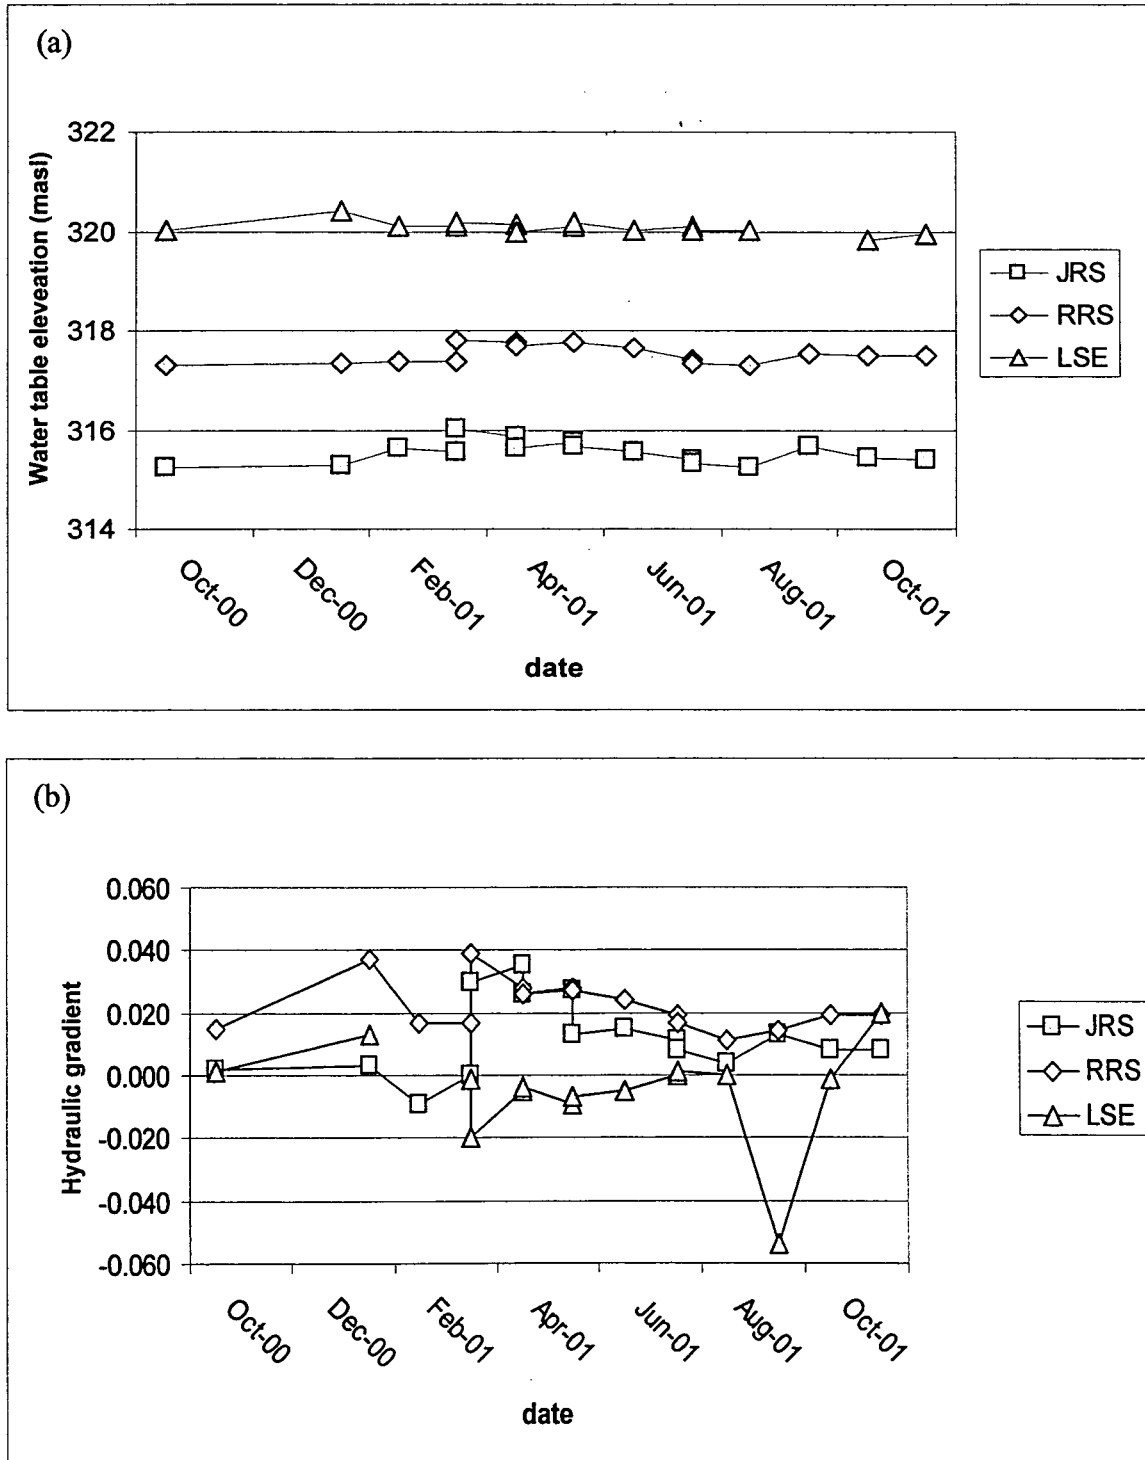 (a)
Water table eleveation (masl)
322
320
318
316
314
Oct-00
Dec-00
Feb-01
Apr-01
Jun-01
Aug-01
Oct-01
date
JRS
RRS
LSE
(b)
Hydraulic gradient
0.060
0.040
0.020
0.000
-0.020
-0.040
-0.060
Oct-00
Dec-00
Feb-01
Apr-01
Jun-01
Aug-01
Oct-01
date
JRS
RRS
LSE